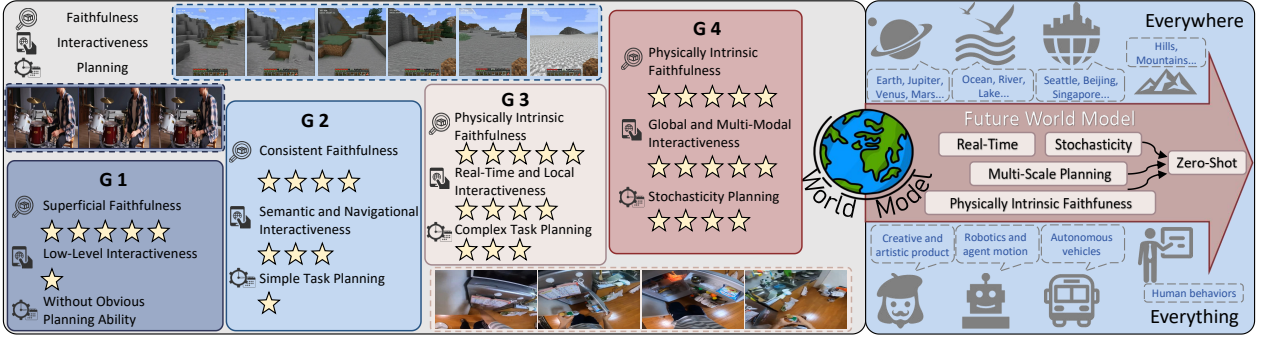 Faithfulness
Interactiveness
Planning
G 1
Superficial Faithfulness
Low-Level Interactiveness
Without Obvious
Planning Ability
G 2
Consistent Faithfulness
Semantic and Navigational
Interactiveness
Simple Task Planning
G 3
Physically Intrinsic
Faithfulness
Real-Time and Local
Interactiveness
Complex Task Planning
G 4
Physically Intrinsic
Faithfulness
Global and Multi-Modal
Interactiveness
Stochasticity Planning
World Model
Everywhere
Earth, Jupiter,
Venus, Mars...
Ocean, River,
Lake...
Seattle, Beijing,
Singapore...
Hills,
Mountains...
Future World Model
Real-Time
Stochasticity
Multi-Scale Planning
Zero-Shot
Physically Intrinsic Faithfuness
Creative and
artistic product
Robotics and
agent motion
Autonomous
vehicles
Human behaviors
Everything